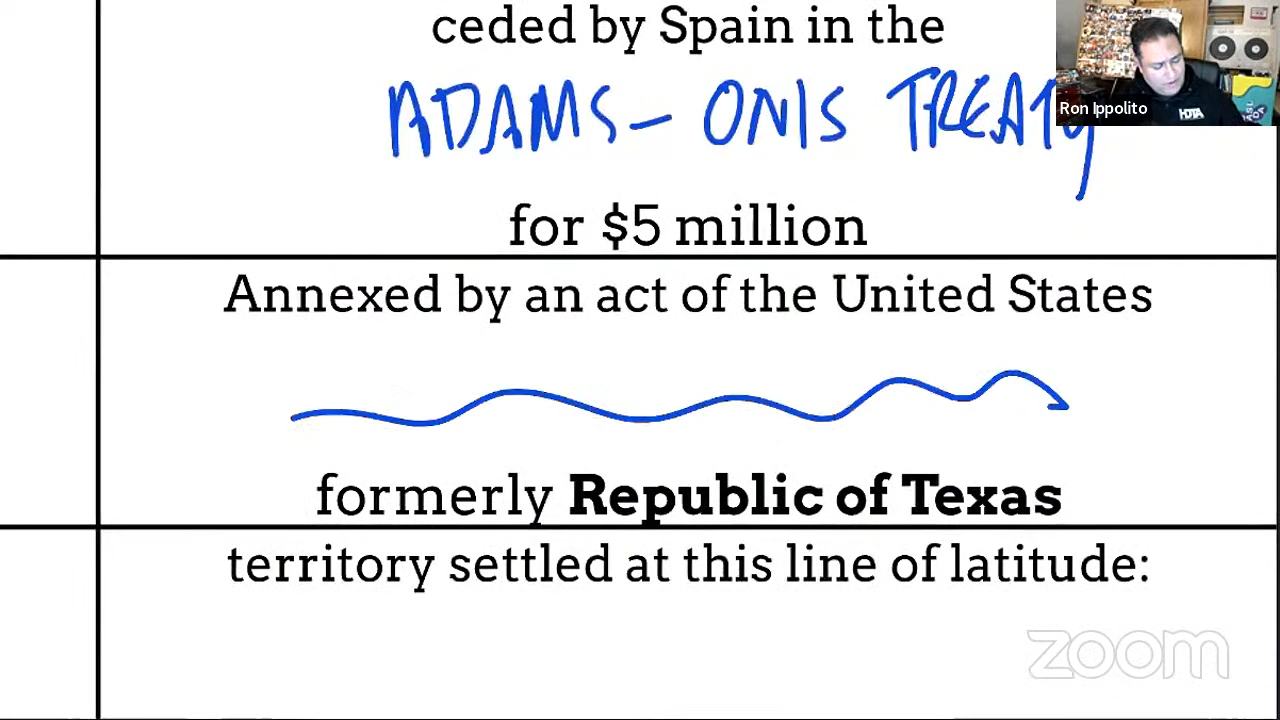 ceded by Spain in the
ADAMS - ONIS TREATY
Ron Ippolito
for $5 million
Annexed by an act of the United States
formerly Republic of Texas
territory settled at this line of latitude:
zoom